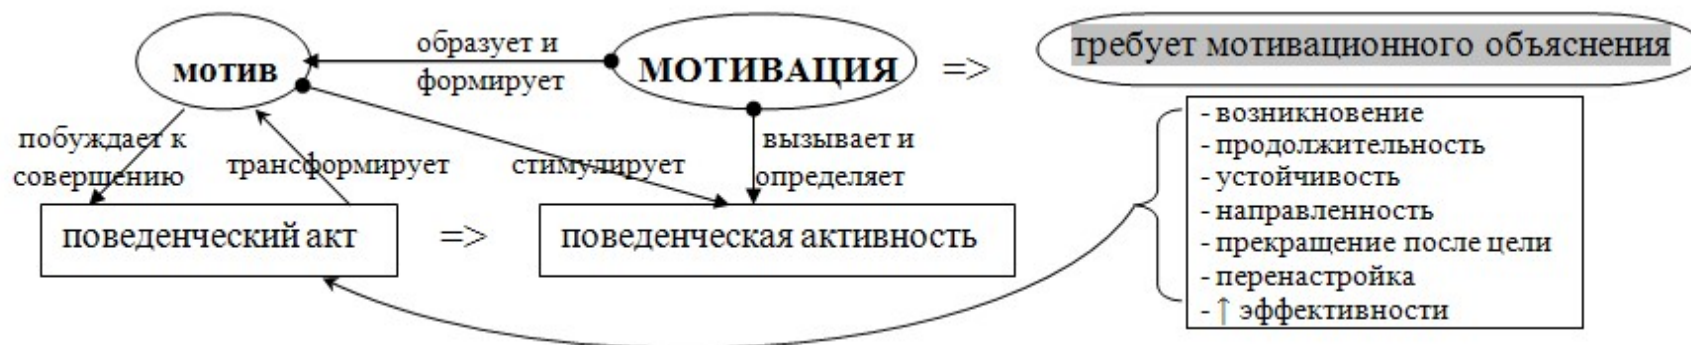 образует и
формирует
мотив
МОТИВАЦИЯ
=>
требует мотивационного объяснения
побуждает к
совершению
трансформирует
стимулирует
вызывает и
определяет
поведенческий акт
=>
поведенческая активность
- возникновение
- продолжительность
- устойчивость
- направленность
- прекращение после цели
- перенастройка
- ↑ эффективности